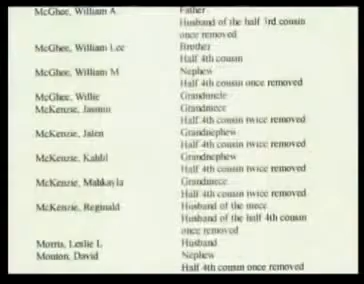 McGhee, William A Father
Husband of the half 3rd cousin
once removed
McGhee, William Lee Brother
Half 4th cousin
McGhee, William M Nephew
Half 4th cousin once removed
McGhee, Willie Granduncle
McKenzie, Jasmin Grandniece
Half 4th cousin twice removed
McKenzie, Jalen Grandnephew
Half 4th cousin twice removed
McKenzie, Kahlil Grandnephew
Half 4th cousin twice removed
McKenzie, Mahkayla Grandniece
Half 4th cousin twice removed
McKenzie, Reginald Husband of the niece
Husband of the half 4th cousin
once removed
Morris, Leslie L Husband
Mouton, David Nephew
Half 4th cousin once removed